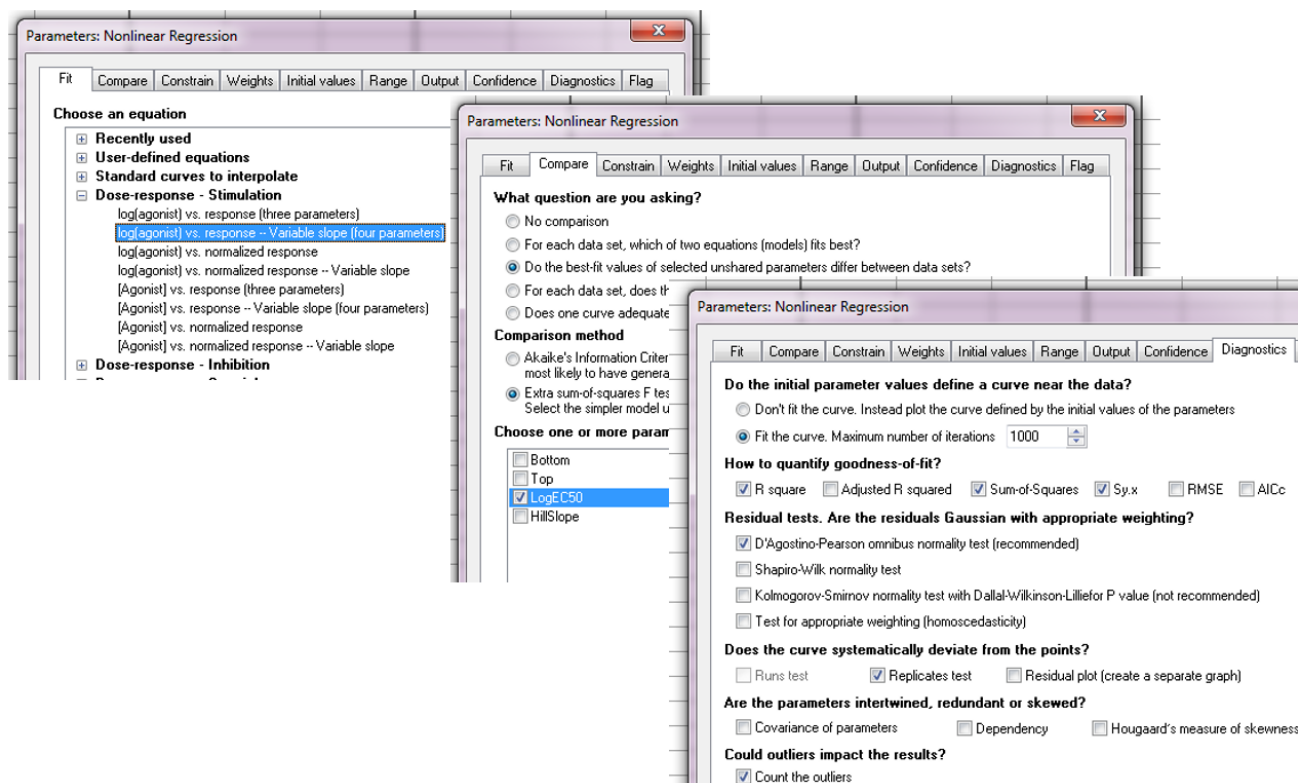 Parameters: Nonlinear Regression
Fit Compare Constrain Weights Initial values Range Output Confidence Diagnostics Flag
Choose an equation
Recently used
User-defined equations
Standard curves to interpolate
Dose-response - Stimulation
log(agonist) vs. response (three parameters)
log(agonist) vs. response -- Variable slope (four parameters)
log(agonist) vs. normalized response
log(agonist) vs. normalized response -- Variable slope
[Agonist] vs. response (three parameters)
[Agonist] vs. response -- Variable slope (four parameters)
[Agonist] vs. normalized response
[Agonist] vs. normalized response -- Variable slope
Dose-response - Inhibition
Parameters: Nonlinear Regression
Fit Compare Constrain Weights Initial values Range Output Confidence Diagnostics Flag
What question are you asking?
No comparison
For each data set, which of two equations (models) fits best?
Do the best-fit values of selected unshared parameters differ between data sets?
For each data set, does th
Does one curve adequate
Comparison method
Akaike's Information Criter
most likely to have genera
Extra sum-of-squares F tes
Select the simpler model u
Choose one or more param
Bottom
Top
LogEC50
HillSlope
Parameters: Nonlinear Regression
Fit Compare Constrain Weights Initial values Range Output Confidence Diagnostics
Do the initial parameter values define a curve near the data?
Don't fit the curve. Instead plot the curve defined by the initial values of the parameters
Fit the curve. Maximum number of iterations 1000
How to quantify goodness-of-fit?
R square Adjusted R squared Sum-of-Squares Sy.x RMSE AICc
Residual tests. Are the residuals Gaussian with appropriate weighting?
D'Agostino-Pearson omnibus normality test (recommended)
Shapiro-Wilk normality test
Kolmogorov-Smirnov normality test with Dallal-Wilkinson-Lilliefor P value (not recommended)
Test for appropriate weighting (homoscedasticity)
Does the curve systematically deviate from the points?
Runs test Replicates test Residual plot (create a separate graph)
Are the parameters intertwined, redundant or skewed?
Covariance of parameters Dependency Hougaard's measure of skewness
Could outliers impact the results?
Count the outliers